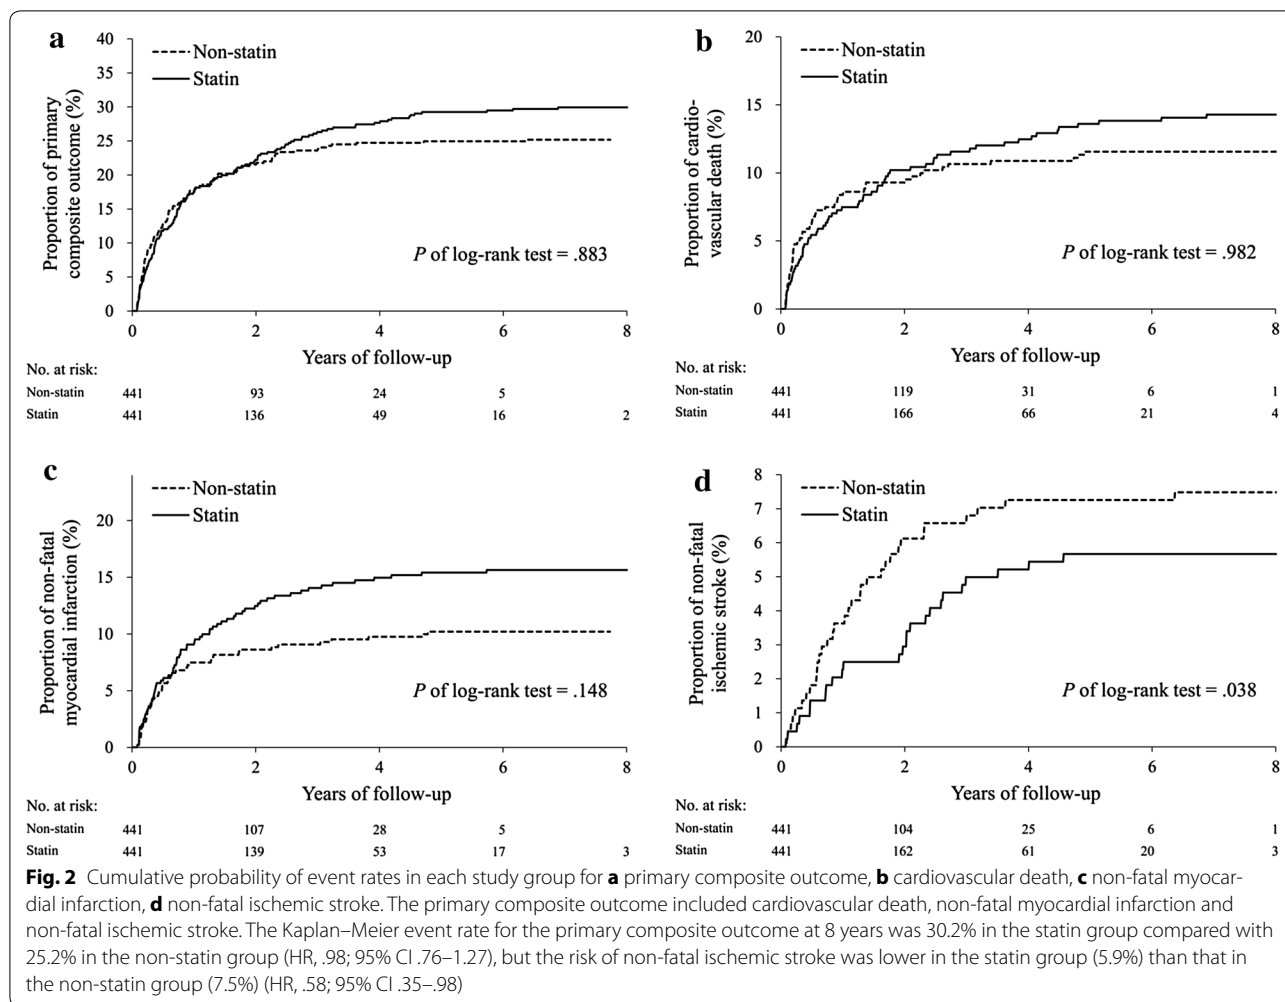 a
40
35
30
25
20
15
10
5
0
Proportion of primary
composite outcome (%)
Non-statin
Statin
P of log-rank test = .883
0 2 4 6 8
Years of follow-up
No. at risk:
Non-statin 441 93 24 5
Statin 441 136 49 16 2
b
20
15
10
5
0
Proportion of cardio-
vascular death (%)
Non-statin
Statin
P of log-rank test = .982
0 2 4 6 8
Years of follow-up
No. at risk:
Non-statin 441 119 31 6 1
Statin 441 166 66 21 4
c
20
15
10
5
0
Proportion of non-fatal
myocardial infarction (%)
Non-statin
Statin
P of log-rank test = .148
0 2 4 6 8
Years of follow-up
No. at risk:
Non-statin 441 107 28 5
Statin 441 139 53 17 3
d
8
7
6
5
4
3
2
1
0
Proportion of non-fatal
ischemic stroke (%)
Non-statin
Statin
P of log-rank test = .038
0 2 4 6 8
Years of follow-up
No. at risk:
Non-statin 441 104 25 6 1
Statin 441 162 61 20 3
Fig. 2 Cumulative probability of event rates in each study group for a primary composite outcome, b cardiovascular death, c non-fatal myocar-
dial infarction, d non-fatal ischemic stroke. The primary composite outcome included cardiovascular death, non-fatal myocardial infarction and
non-fatal ischemic stroke. The Kaplan–Meier event rate for the primary composite outcome at 8 years was 30.2% in the statin group compared with
25.2% in the non-statin group (HR, .98; 95% CI .76–1.27), but the risk of non-fatal ischemic stroke was lower in the statin group (5.9%) than that in
the non-statin group (7.5%) (HR, .58; 95% CI .35–.98)